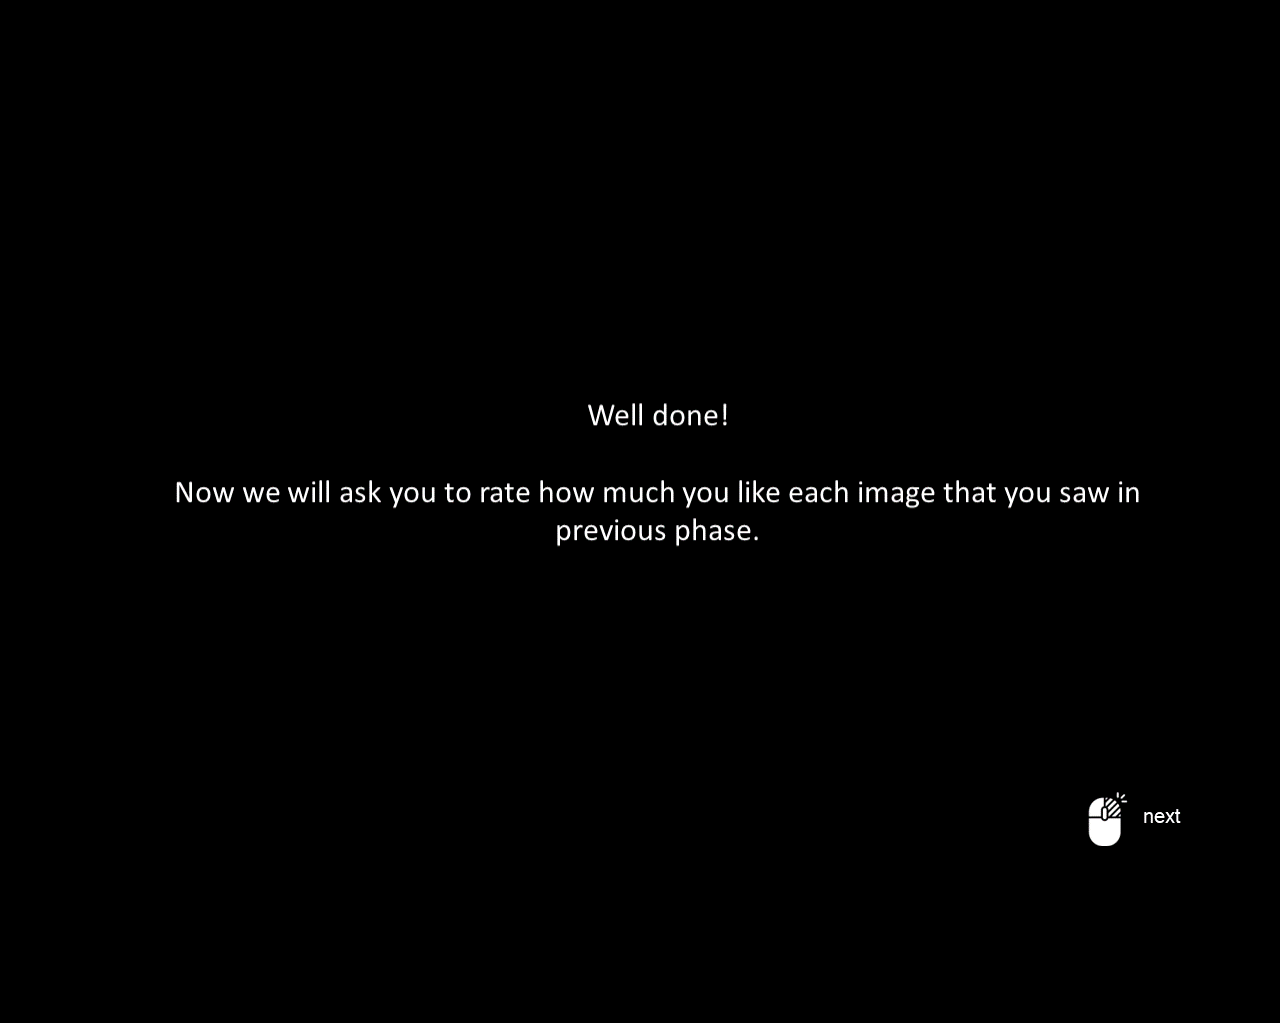 Well done!
Now we will ask you to rate how much you like each image that you saw in
previous phase.
next